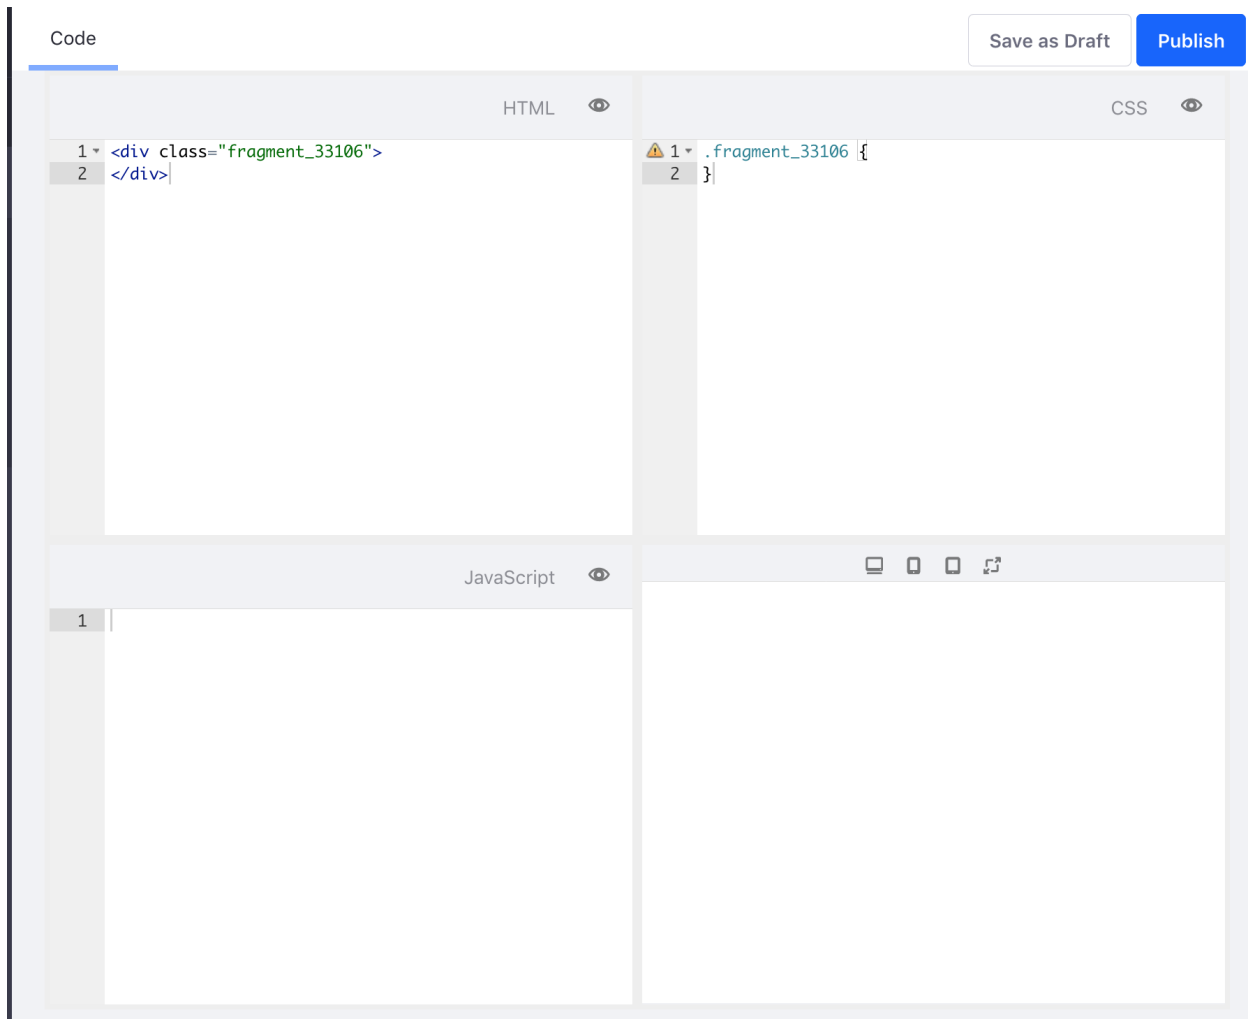 Code
Save as Draft
Publish
HTML
CSS
1 <div class="fragment_33106">
2 </div>
1 .fragment_33106 {
2 }
JavaScript
1